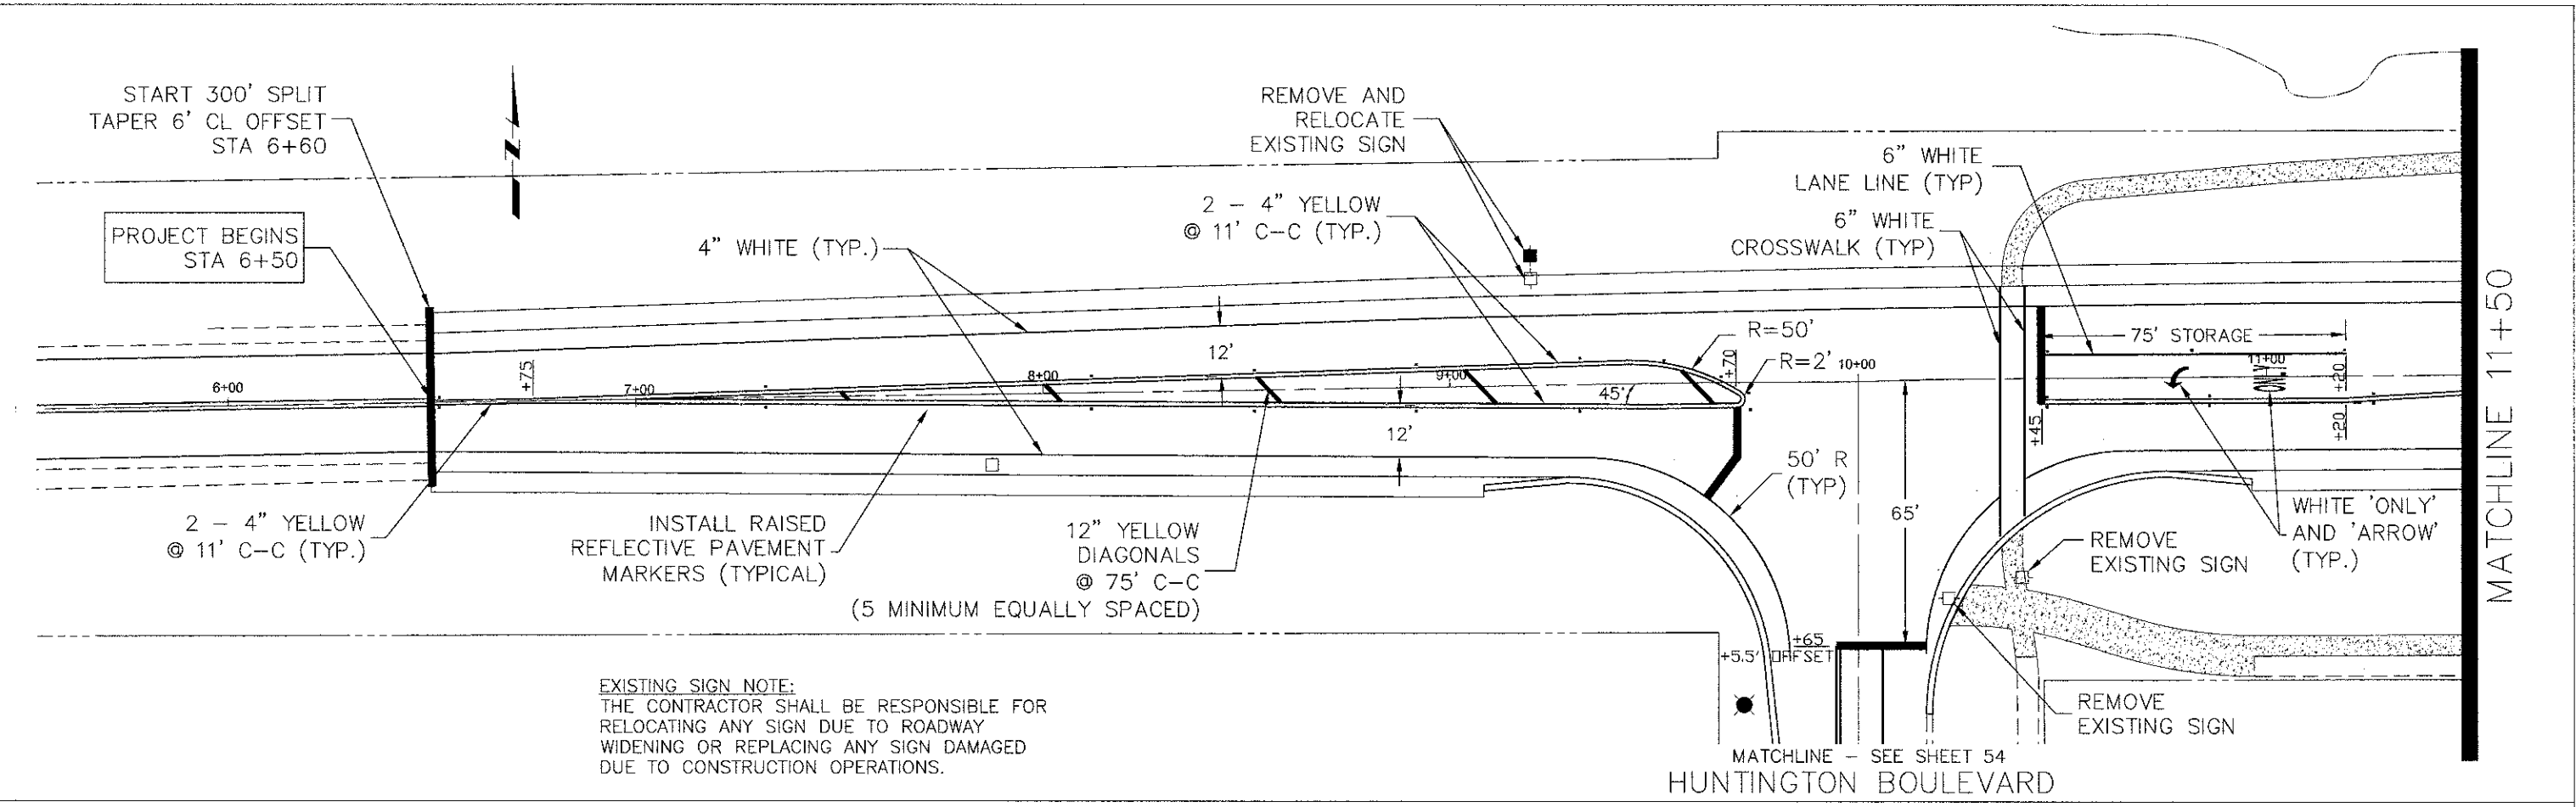 START 300' SPLIT
TAPER 6' CL OFFSET
STA 6+60
PROJECT BEGINS
STA 6+50
N
4" WHITE (TYP.)
REMOVE AND
RELOCATE
EXISTING SIGN
2 - 4" YELLOW
@ 11' C-C (TYP.)
6" WHITE
LANE LINE (TYP)
6" WHITE
CROSSWALK (TYP)
R=50'
R=2'
75' STORAGE
12'
6+00
+75
7+00
8+00
9+00
+70
10+00
11+00
ONLY
+20
45'
12'
+45
+20
50' R
(TYP)
65'
2 - 4" YELLOW
@ 11' C-C (TYP.)
INSTALL RAISED
REFLECTIVE PAVEMENT
MARKERS (TYPICAL)
12" YELLOW
DIAGONALS
@ 75' C-C
(5 MINIMUM EQUALLY SPACED)
REMOVE
EXISTING SIGN
WHITE 'ONLY'
AND 'ARROW'
(TYP.)
MATCHLINE 11+50
±65
+5.5' OFFSET
REMOVE
EXISTING SIGN
EXISTING SIGN NOTE:
THE CONTRACTOR SHALL BE RESPONSIBLE FOR
RELOCATING ANY SIGN DUE TO ROADWAY
WIDENING OR REPLACING ANY SIGN DAMAGED
DUE TO CONSTRUCTION OPERATIONS.
MATCHLINE - SEE SHEET 54
HUNTINGTON BOULEVARD